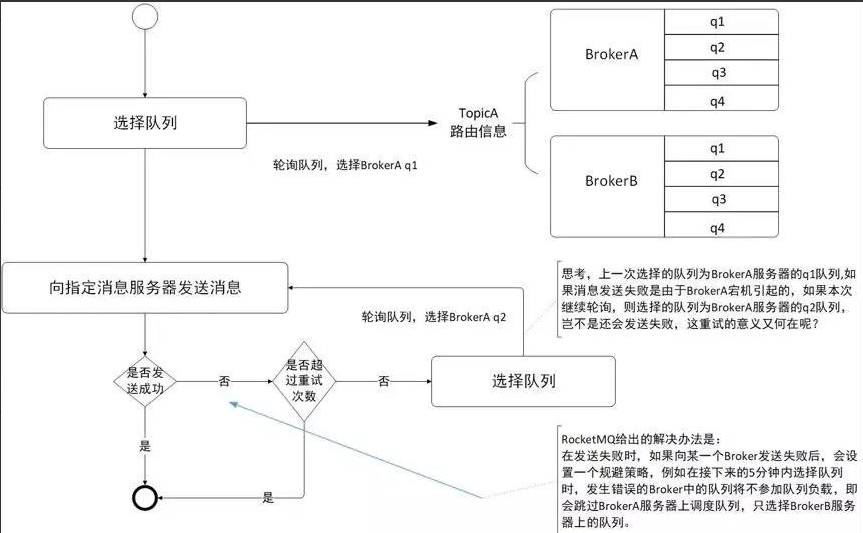 q1
q2
BrokerA
q3
q4
选择队列
TopicA
路由信息
轮询队列，选择BrokerA q1
q1
q2
BrokerB
q3
q4
向指定消息服务器发送消息
思考，上一次选择的队列为BrokerA服务器的q1队列,如
果消息发送失败是由于BrokerA宕机引起的，如果本次
继续轮询，则选择的队列为BrokerA服务器的q2队列，
岂不是还会发送失败，这重试的意义又何在呢？
轮询队列，选择BrokerA q2
是否发
送成功
否
是否超
过重试
次数
否
选择队列
是
是
RocketMQ给出的解决办法是：
在发送失败时，如果向某一个Broker发送失败后，会设
置一个规避策略，例如在接下来的5分钟内选择队列
时，发生错误的Broker中的队列将不参加队列负载，即
会跳过BrokerA服务器上调度队列，只选择BrokerB服务
器上的队列。